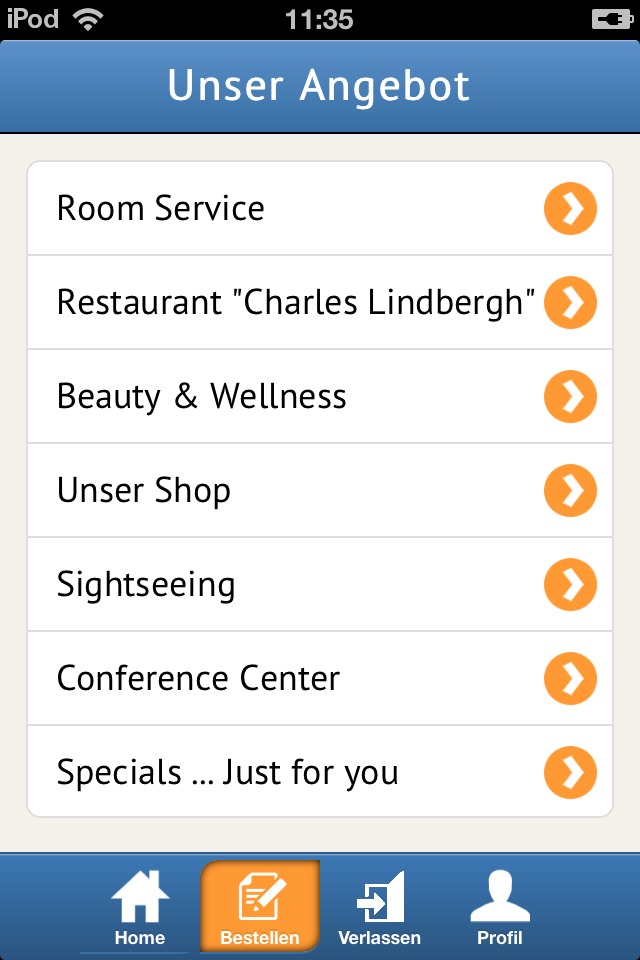 iPod 11:35
Unser Angebot
Room Service
Restaurant "Charles Lindbergh"
Beauty & Wellness
Unser Shop
Sightseeing
Conference Center
Specials ... Just for you
Home Bestellen Verlassen Profil